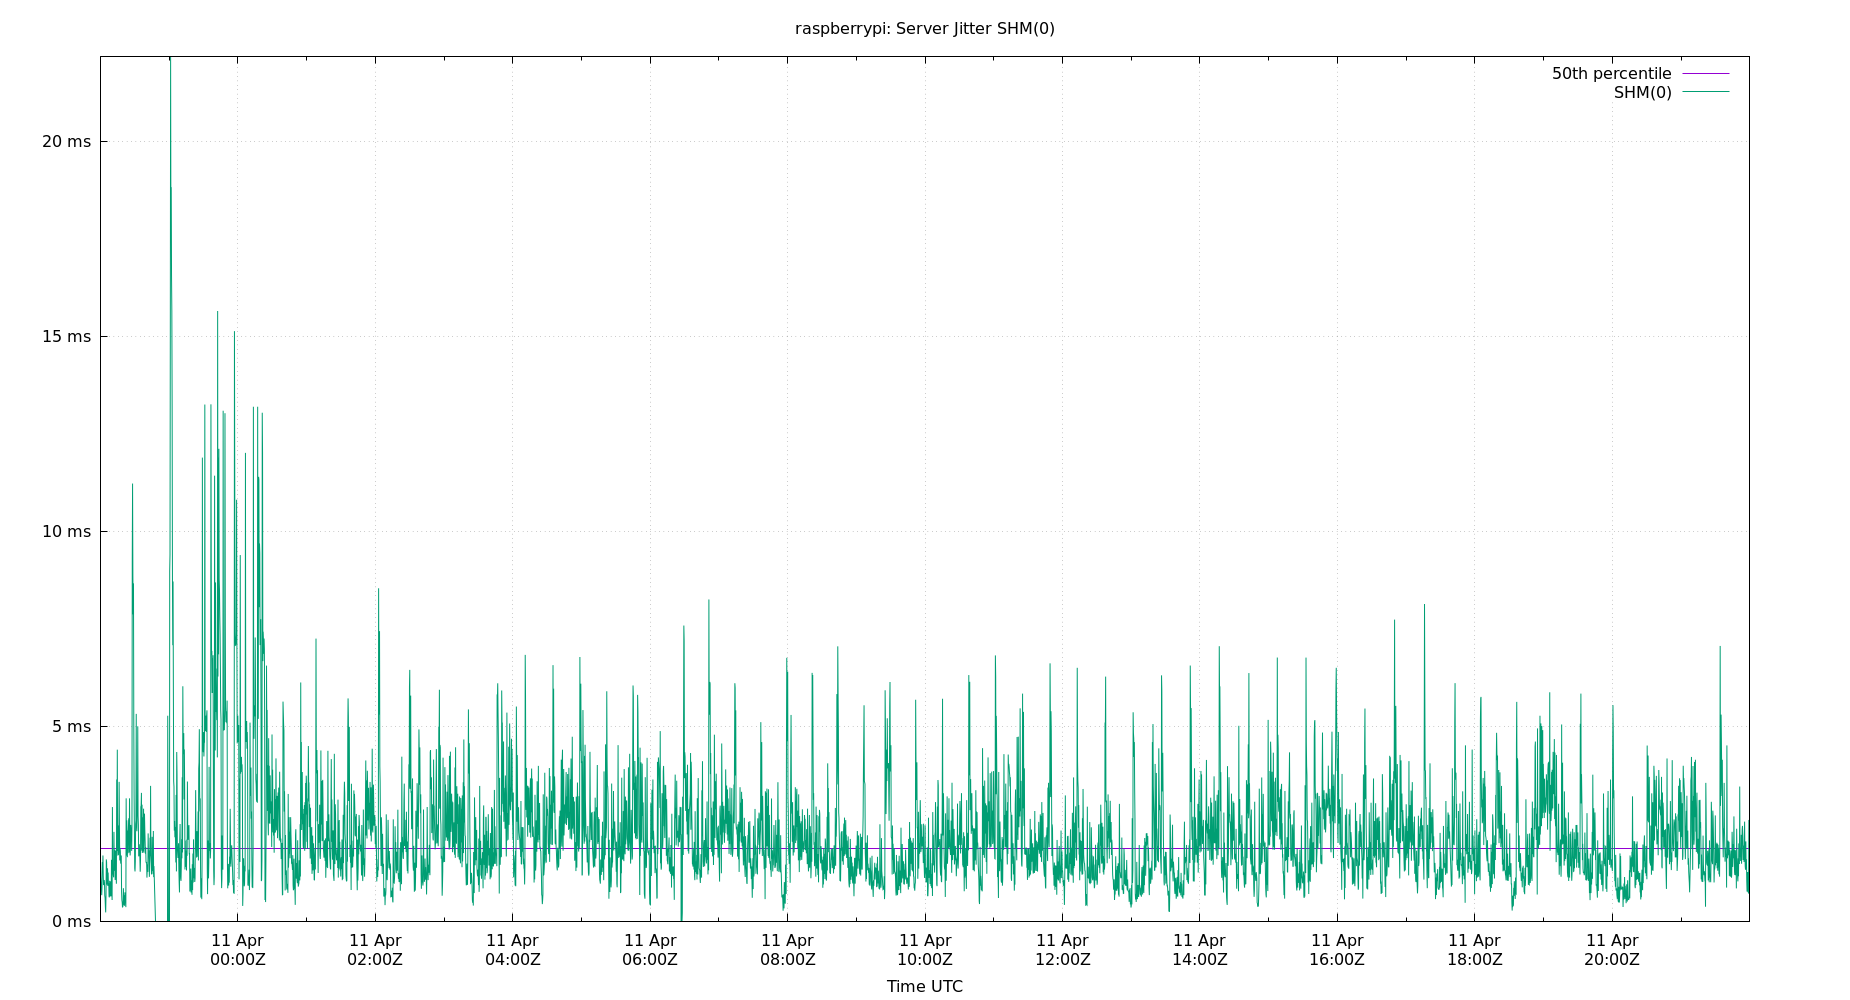 raspberrypi: Server Jitter SHM(0)
50th percentile
SHM(0)
20 ms
15 ms
10 ms
5 ms
0 ms
11 Apr 11 Apr 11 Apr 11 Apr 11 Apr 11 Apr 11 Apr 11 Apr 11 Apr 11 Apr 11 Apr
00:00Z 02:00Z 04:00Z 06:00Z 08:00Z 10:00Z 12:00Z 14:00Z 16:00Z 18:00Z 20:00Z
Time UTC